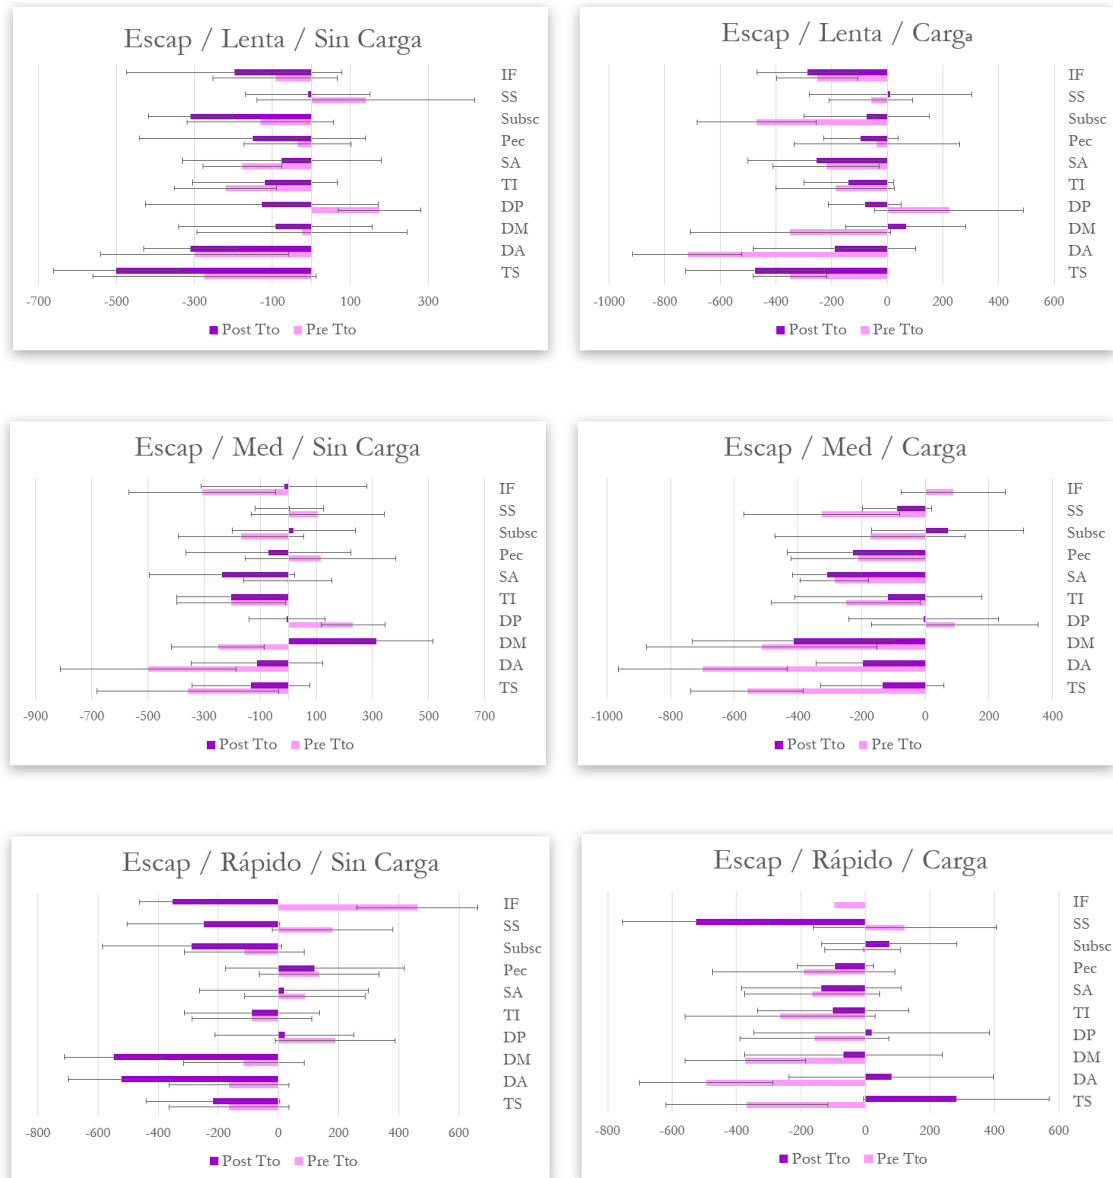 Escap / Lenta / Sin Carga
IF
SS
Subsc
Pec
SA
TI
DP
DM
DA
TS
-700 -500 -300 -100 100 300
Post Tto Pre Tto
Escap / Lenta / Carga
IF
SS
Subsc
Pec
SA
TI
DP
DM
DA
TS
-1000 -800 -600 -400 -200 0 200 400 600
Post Tto Pre Tto
Escap / Med / Sin Carga
IF
SS
Subsc
Pec
SA
TI
DP
DM
DA
TS
-900 -700 -500 -300 -100 100 300 500 700
Post Tto Pre Tto
Escap / Med / Carga
IF
SS
Subsc
Pec
SA
TI
DP
DM
DA
TS
-1000 -800 -600 -400 -200 0 200 400
Post Tto Pre Tto
Escap / Rápido / Sin Carga
IF
SS
Subsc
Pec
SA
TI
DP
DM
DA
TS
-800 -600 -400 -200 0 200 400 600
Post Tto Pre Tto
Escap / Rápido / Carga
IF
SS
Subsc
Pec
SA
TI
DP
DM
DA
TS
-800 -600 -400 -200 0 200 400 600
Post Tto Pre Tto